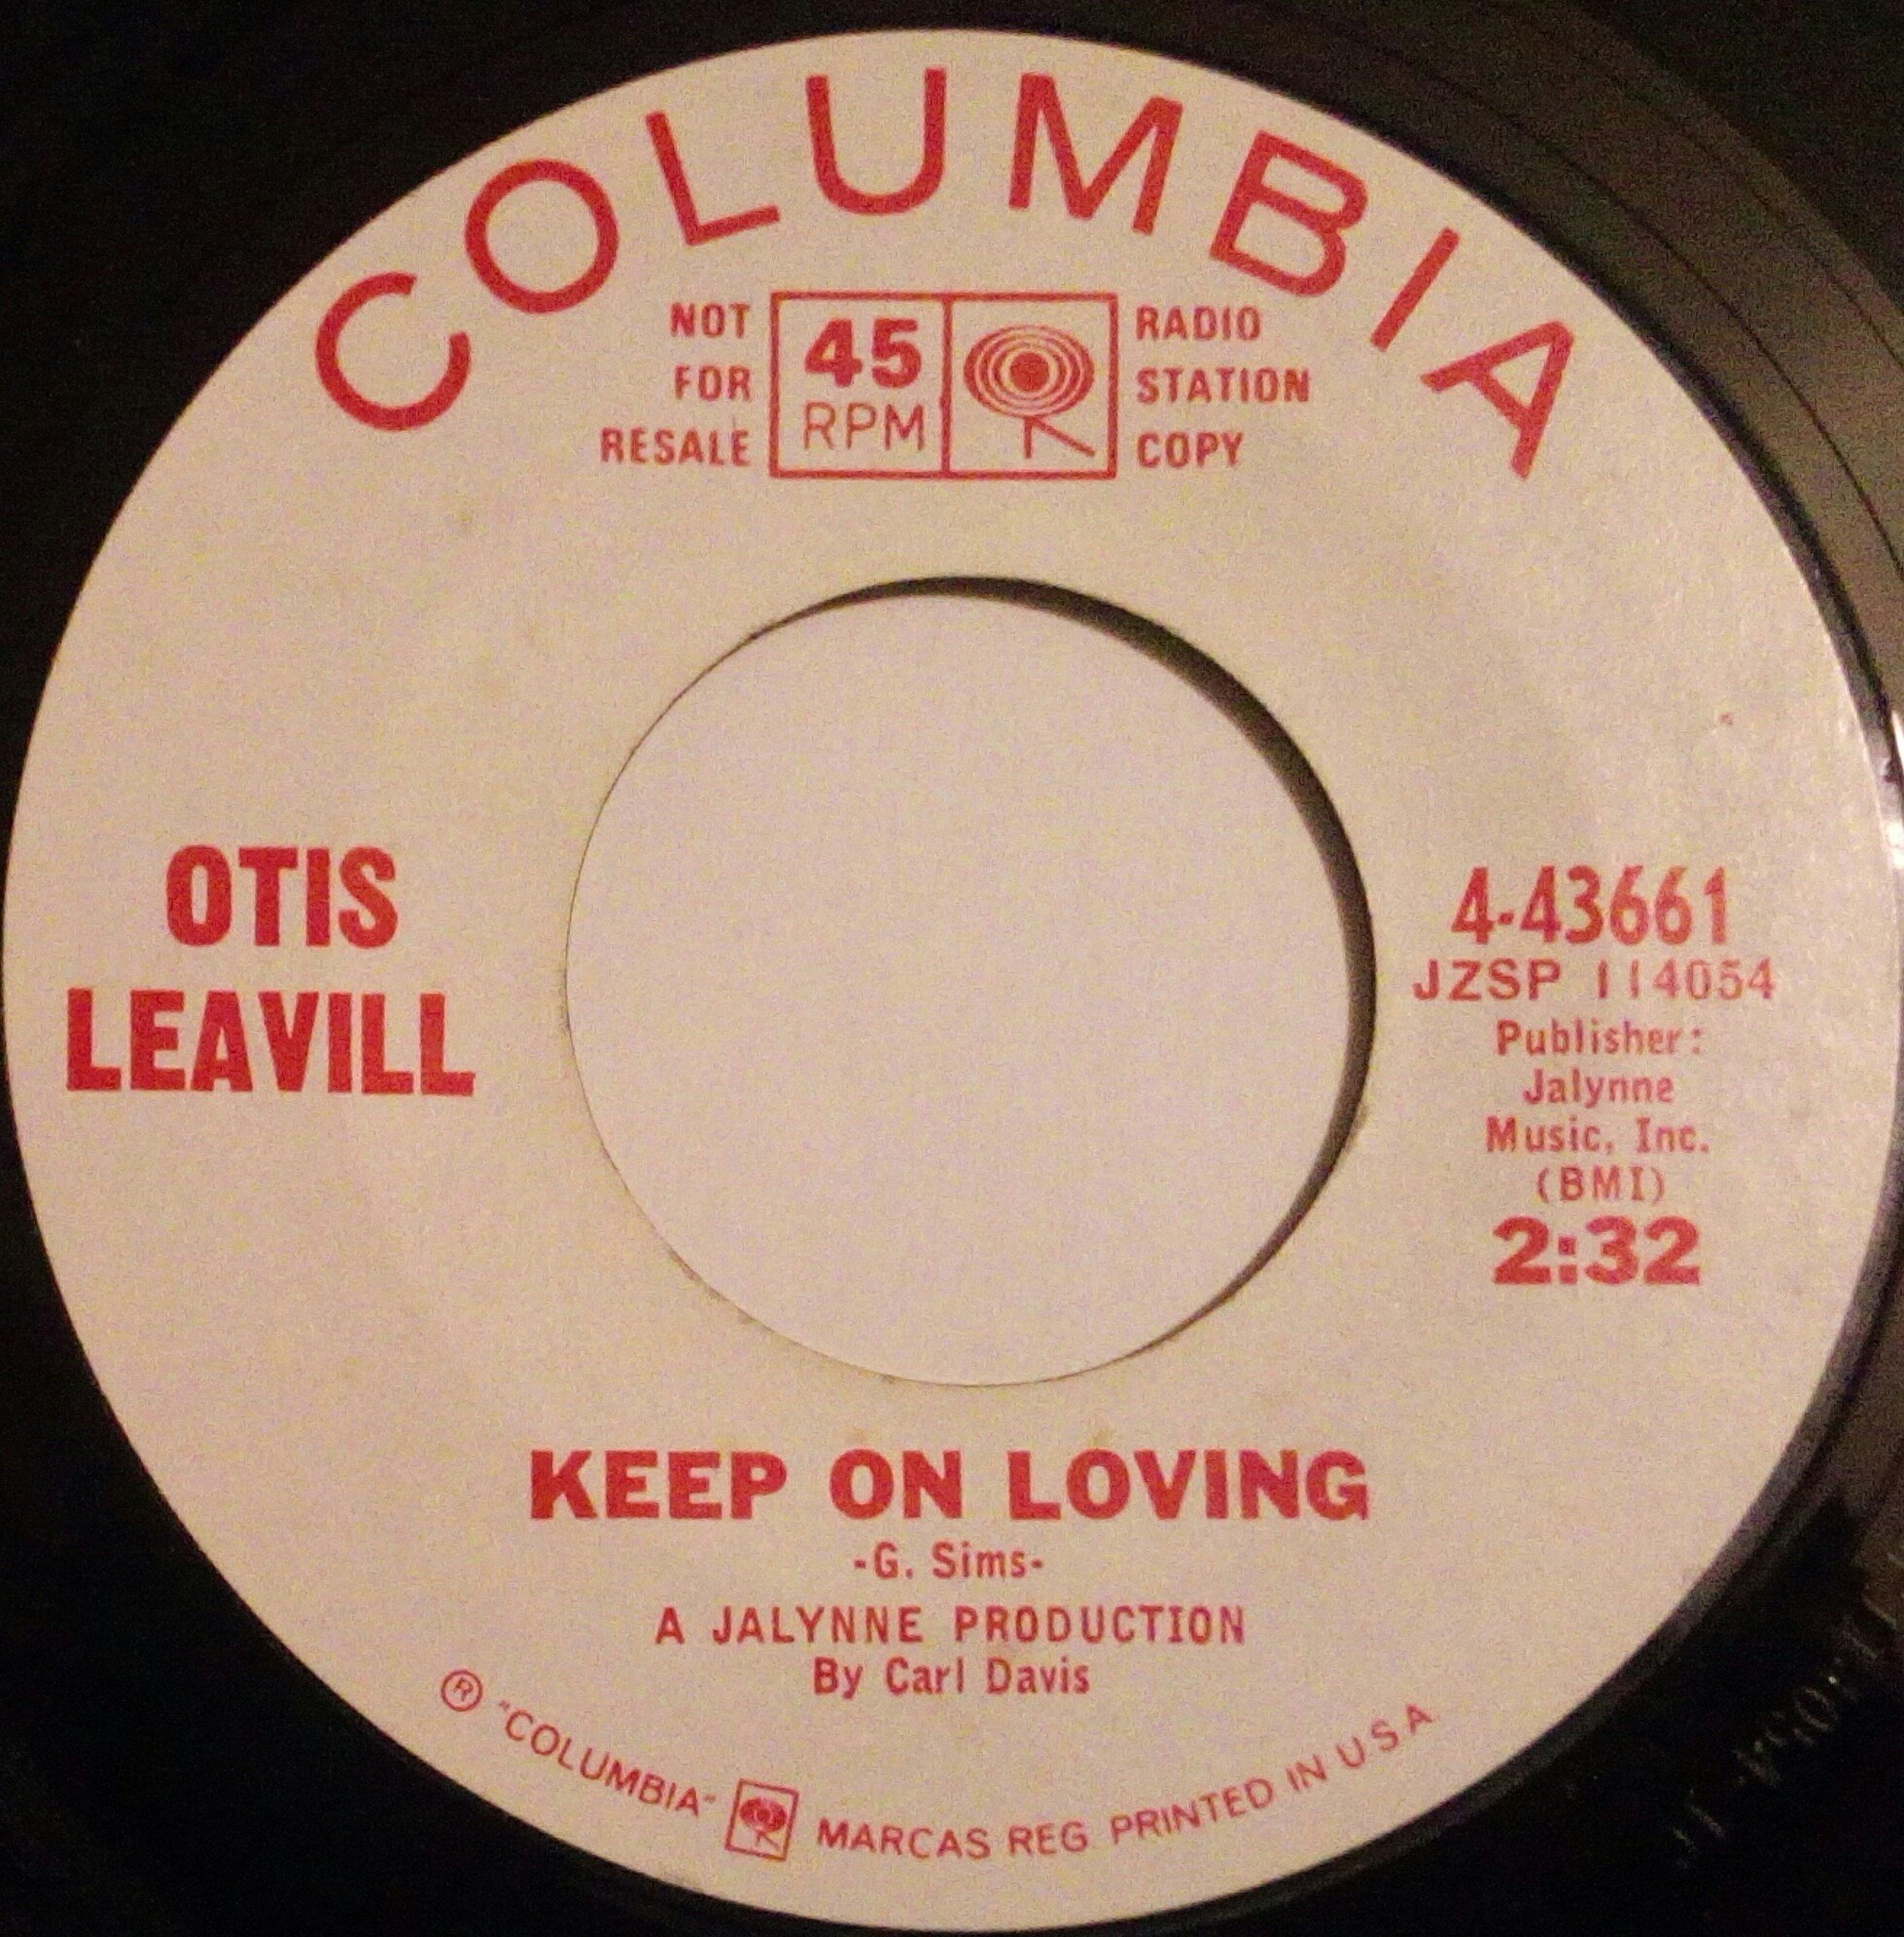 COLUMBIA
NOT
FOR
RESALE
45
RPM
RADIO
STATION
COPY
OTIS
LEAVILL
4-43661
JZSP 114054
Publisher:
Jalynne
Music, Inc.
(BMI)
2:32
KEEP ON LOVING
-G. Sims-
A JALYNNE PRODUCTION
By Carl Davis
® "COLUMBIA" MARCAS REG PRINTED IN U.S.A